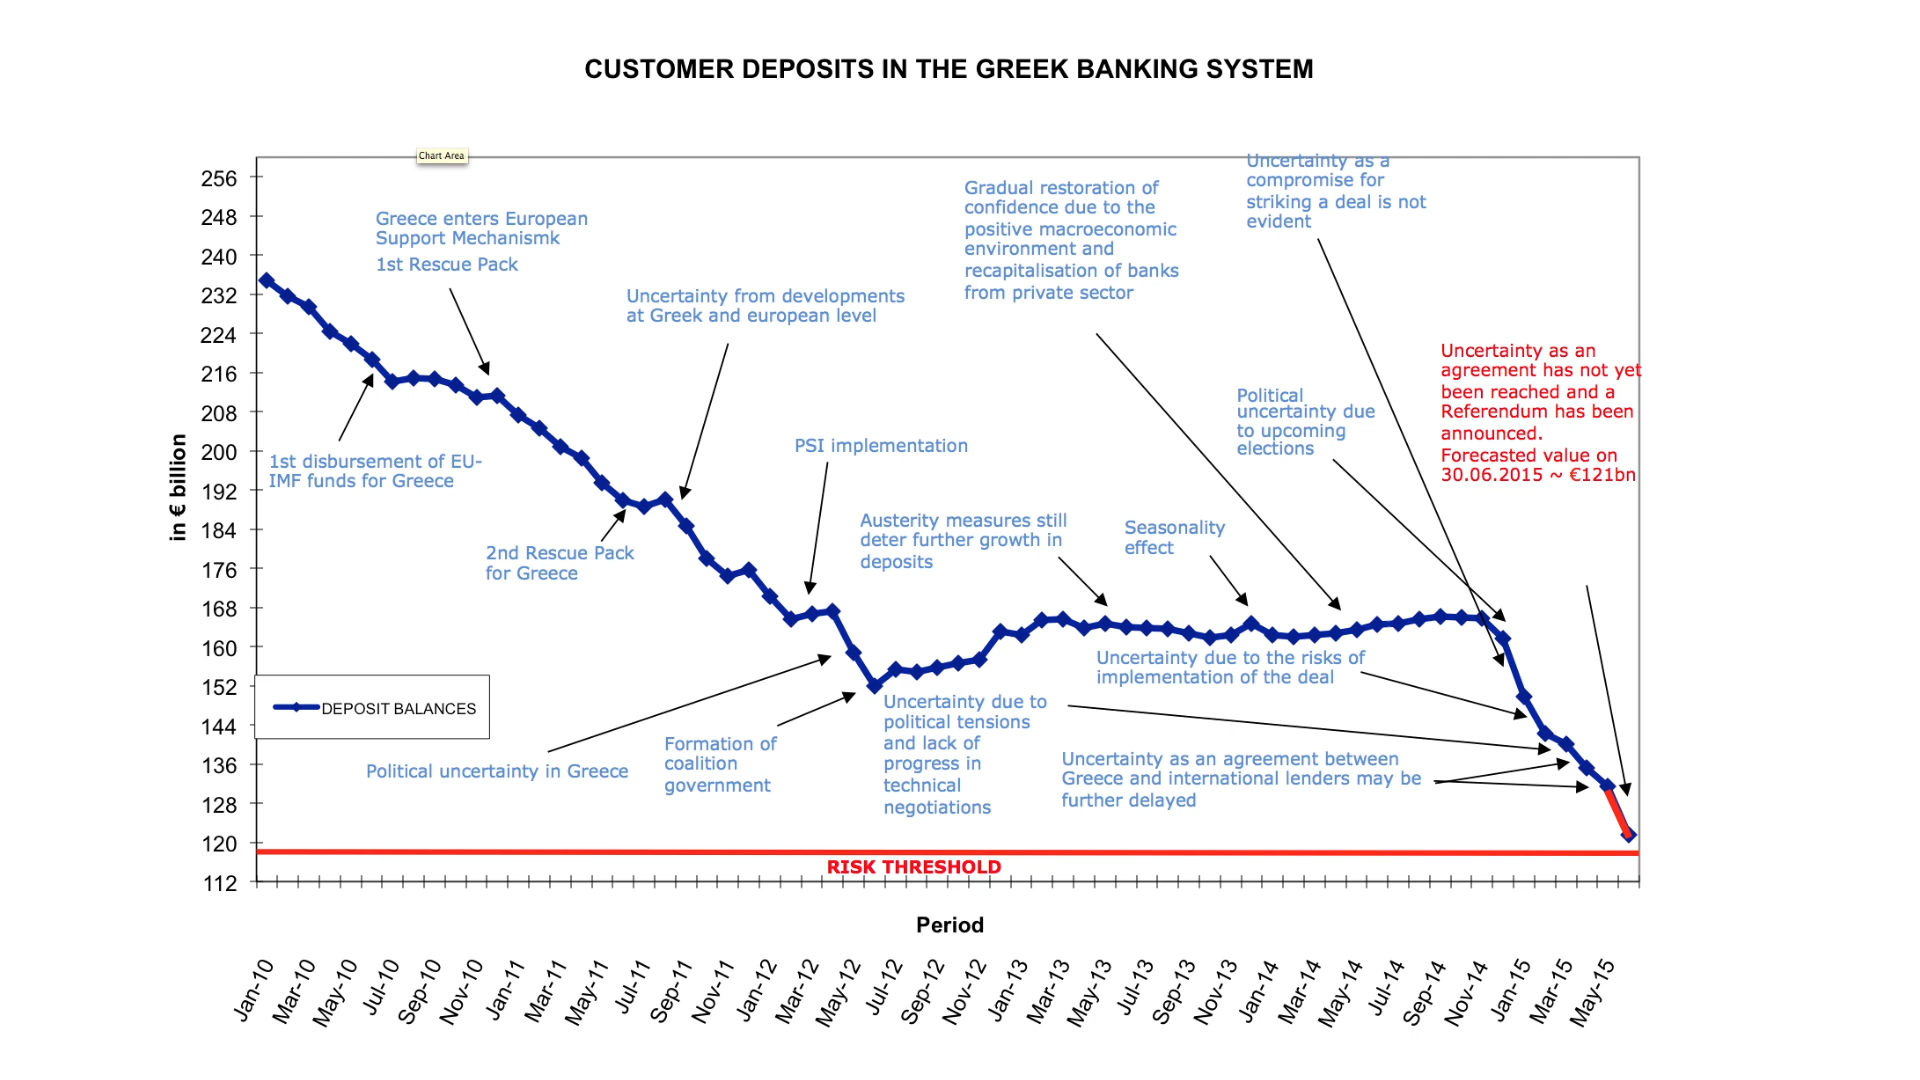 CUSTOMER DEPOSITS IN THE GREEK BANKING SYSTEM
Chart Area
in € billion
256
248
240
232
224
216
208
200
192
184
176
168
160
152
144
136
128
120
112
Greece enters European
Support Mechanismk
1st Rescue Pack
1st disbursement of EU-
IMF funds for Greece
Uncertainty from developments
at Greek and european level
2nd Rescue Pack
for Greece
PSI implementation
Political uncertainty in Greece
Formation of
coalition
government
Austerity measures still
deter further growth in
deposits
Gradual restoration of
confidence due to the
positive macroeconomic
environment and
recapitalisation of banks
from private sector
Seasonality
effect
Uncertainty as a
compromise for
striking a deal is not
evident
Political
uncertainty due
to upcoming
elections
Uncertainty as an
agreement has not yet
been reached and a
Referendum has been
announced.
Forecasted value on
30.06.2015 ~ €121bn
Uncertainty due to the risks of
implementation of the deal
Uncertainty due to
political tensions
and lack of
progress in
technical
negotiations
Uncertainty as an agreement between
Greece and international lenders may be
further delayed
DEPOSIT BALANCES
RISK THRESHOLD
Period
Jan-10
Mar-10
May-10
Jul-10
Sep-10
Nov-10
Jan-11
Mar-11
May-11
Jul-11
Sep-11
Nov-11
Jan-12
Mar-12
May-12
Jul-12
Sep-12
Nov-12
Jan-13
Mar-13
May-13
Jul-13
Sep-13
Nov-13
Jan-14
Mar-14
May-14
Jul-14
Sep-14
Nov-14
Jan-15
Mar-15
May-15